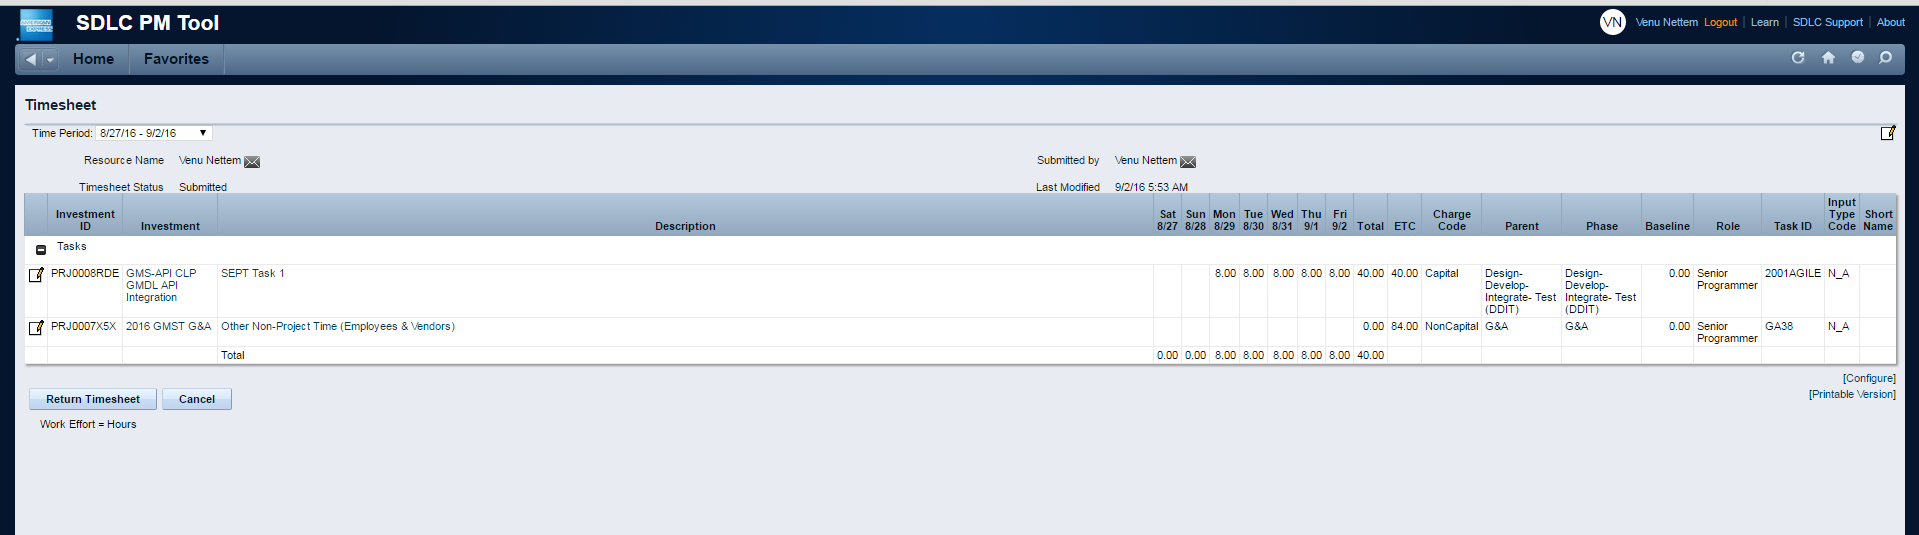 AMERICAN
EXPRESS
SDLC PM Tool
VN Venu Nettem Logout | Learn | SDLC Support | About
Home Favorites
Timesheet
Time Period: 8/27/16 - 9/2/16
Resource Name Venu Nettem Submitted by Venu Nettem
Timesheet Status Submitted Last Modified 9/2/16 5:53 AM
Investment ID Investment Description Sat 8/27 Sun 8/28 Mon 8/29 Tue 8/30 Wed 8/31 Thu 9/1 Fri 9/2 Total ETC Charge Code Parent Phase Baseline Role Task ID Input Type Code Short Name
Tasks
PRJ0008RDE GMS-API CLP GMDL API Integration SEPT Task 1 8.00 8.00 8.00 8.00 8.00 40.00 40.00 Capital Design-Develop-Integrate- Test (DDIT) Design-Develop-Integrate- Test (DDIT) 0.00 Senior Programmer 2001AGILE N_A
PRJ0007X5X 2016 GMST G&A Other Non-Project Time (Employees & Vendors) 0.00 84.00 NonCapital G&A G&A 0.00 Senior Programmer GA38 N_A
Total 0.00 0.00 8.00 8.00 8.00 8.00 8.00 40.00
[Configure]
Return Timesheet Cancel [Printable Version]
Work Effort = Hours